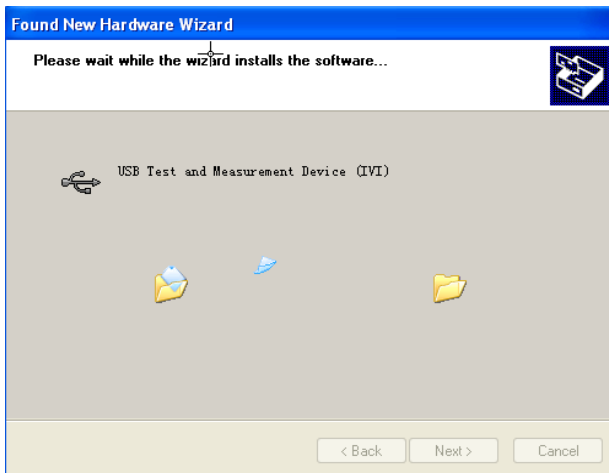 Found New Hardware Wizard
Please wait while the wizard installs the software...
USB Test and Measurement Device (IVI)
< Back
Next >
Cancel